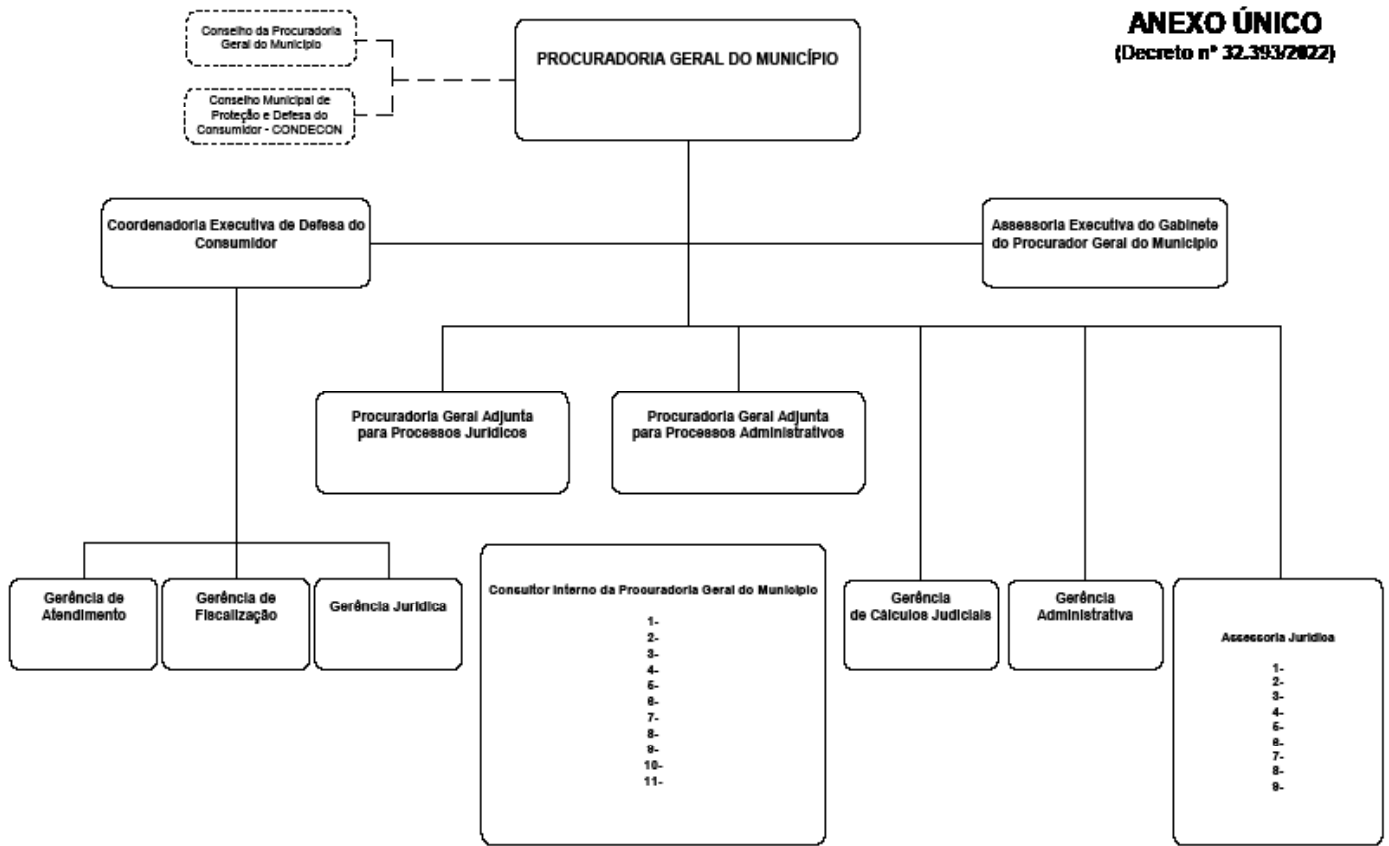 ANEXO ÚNICO
(Decreto nº 32.393/2022)
Conselho da Procuradoria
Geral do Município
Conselho Municipal de
Proteção e Defesa do
Consumidor - CONDECON
PROCURADORIA GERAL DO MUNICÍPIO
Coordenadoria Executiva de Defesa do
Consumidor
Assessoria Executiva do Gabinete
do Procurador Geral do Município
Procuradoria Geral Adjunta
para Processos Jurídicos
Procuradoria Geral Adjunta
para Processos Administrativos
Gerência de
Atendimento
Gerência de
Fiscalização
Gerência Jurídica
Consultor Interno da Procuradoria Geral do Município
1-
2-
3-
4-
5-
6-
7-
8-
9-
10-
11-
Gerência
de Cálculos Judiciais
Gerência
Administrativa
Assessoria Jurídica
1-
2-
3-
4-
5-
6-
7-
8-
9-